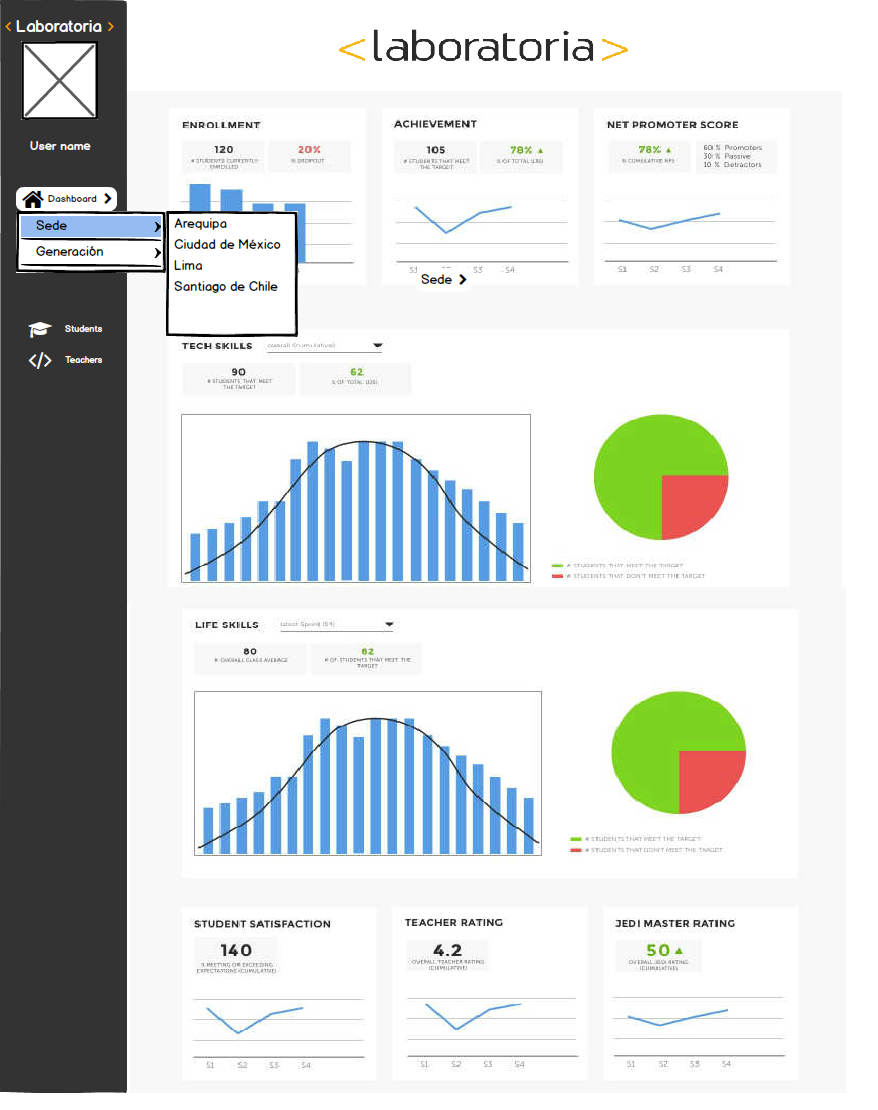 < Laboratoria >
<laboratoria>
User name
Dashboard
Sede
Generación
Arequipa
Ciudad de México
Lima
Santiago de Chile
Students
Teachers
ENROLLMENT
120
# STUDENTS CURRENTLY
ENROLLED
20%
% DROPOUT
ACHIEVEMENT
105
# STUDENTS THAT MEET
THE TARGET
78%
% OF TOTAL (135)
S1
S3
S4
Sede
NET PROMOTER SCORE
78%
% CUMULATIVE NPS
60 % Promoters
30 % Passive
10 % Detractors
S1
S2
S3
S4
TECH SKILLS
Overall (Cumulative)
90
# STUDENTS THAT MEET
THE TARGET
62
% OF TOTAL (135)
# STUDENTS THAT MEET THE TARGET
# STUDENTS THAT DON'T MEET THE TARGET
LIFE SKILLS
Latest Sprint (S4)
80
# OVERALL CLASS AVERAGE
62
# OF STUDENTS THAT MEET THE
TARGET
# STUDENTS THAT MEET THE TARGET
# STUDENTS THAT DON'T MEET THE TARGET
STUDENT SATISFACTION
140
% MEETING OR EXCEEDING
EXPECTATIONS (CUMULATIVE)
S1
S2
S3
S4
TEACHER RATING
4.2
OVERALL TEACHER RATING
(CUMULATIVE)
S1
S2
S3
S4
JEDI MASTER RATING
50
OVERALL JEDI RATING
(CUMULATIVE)
S1
S2
S3
S4